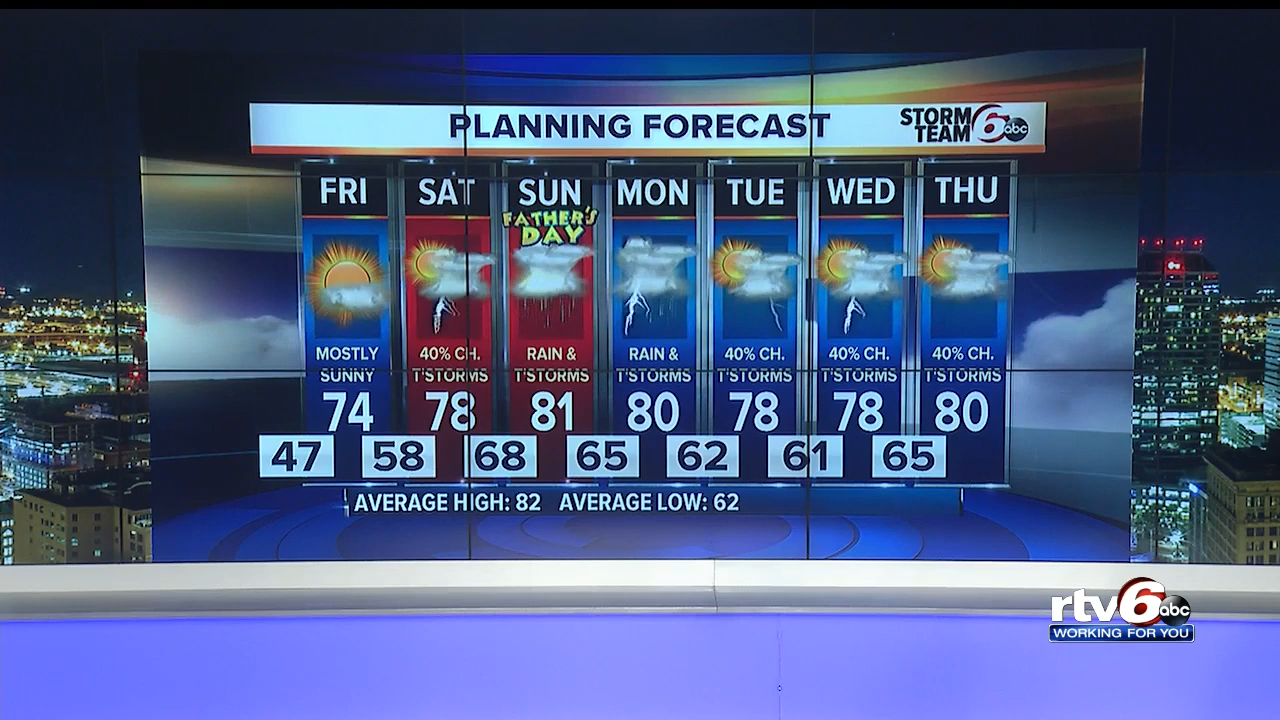 PLANNING FORECAST
STORM TEAM 6 abc
FRI SAT SUN MON TUE WED THU
FATHER'S DAY
MOSTLY 40% CH. RAIN & RAIN & 40% CH. 40% CH. 40% CH.
SUNNY T'STORMS T'STORMS T'STORMS T'STORMS T'STORMS T'STORMS
74 78 81 80 78 78 80
47 58 68 65 62 61 65
AVERAGE HIGH: 82 AVERAGE LOW: 62
rtv6 abc
WORKING FOR YOU